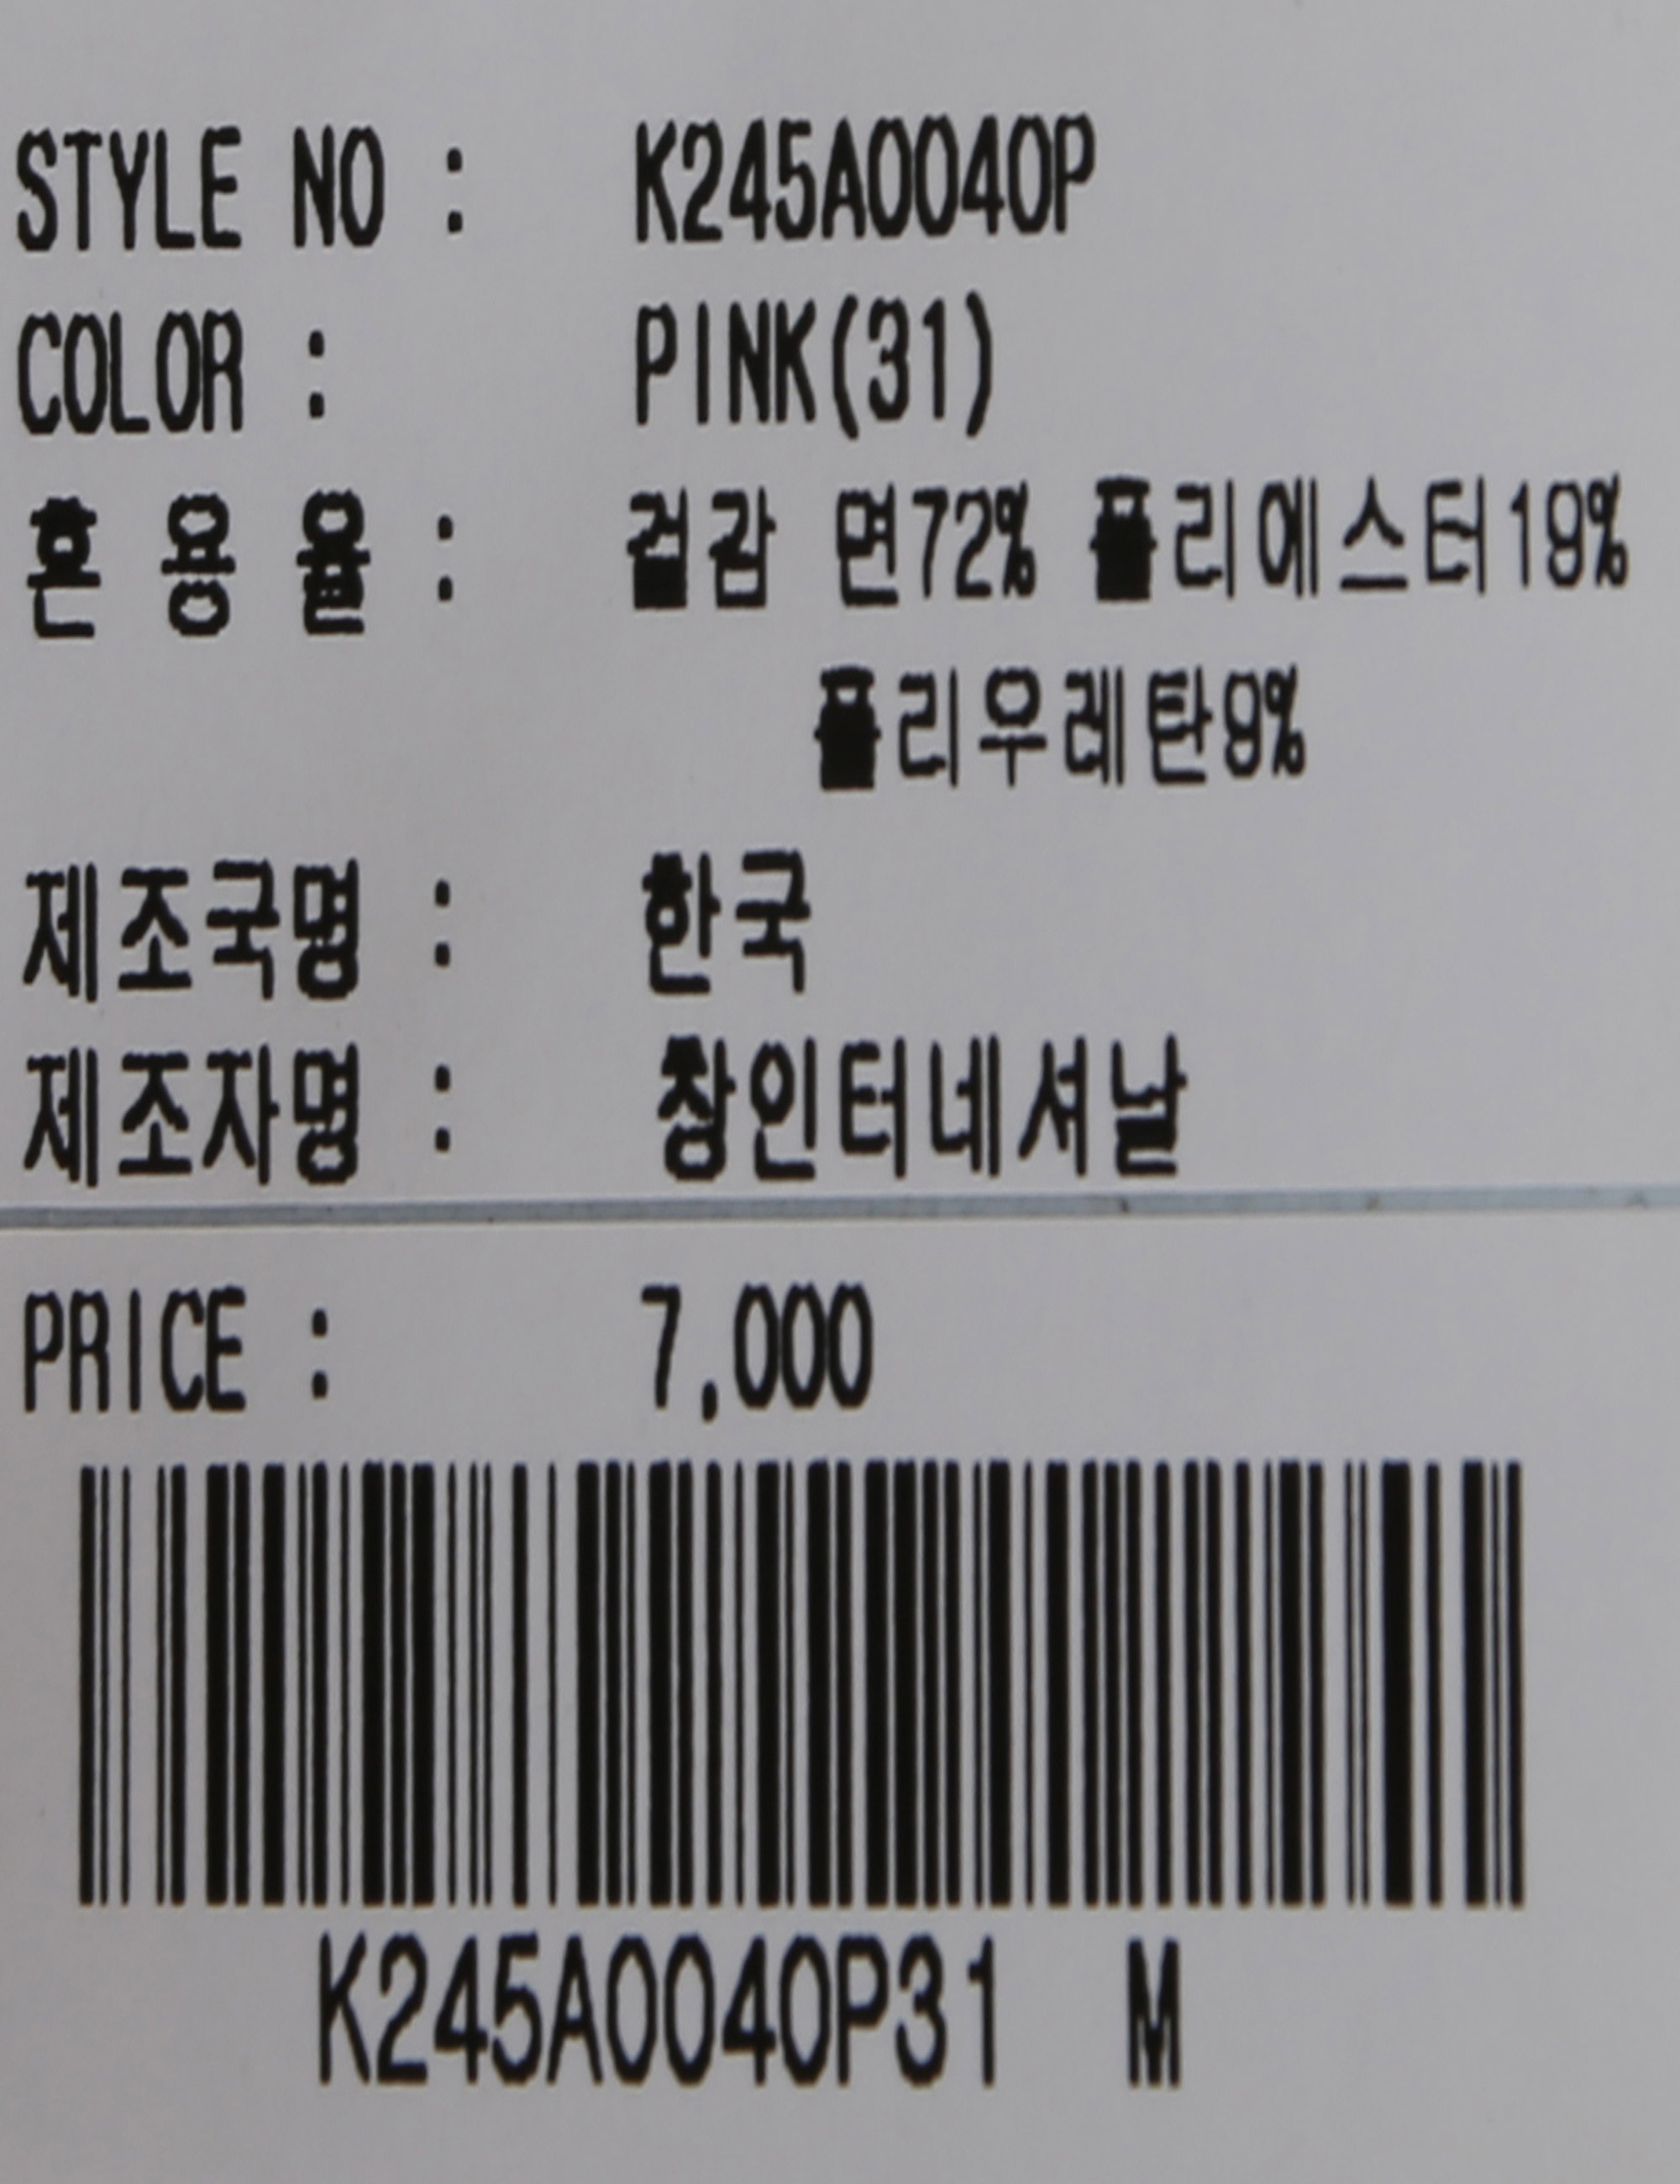 STYLE NO : K245A0040P
COLOR : PINK(31)
혼 용 율 : 겉감 면72% 폴리에스터19%
폴리우레탄9%
제조국명 : 한국
제조자명 : 장인터네셔날
PRICE : 7,000
K245A0040P31 M